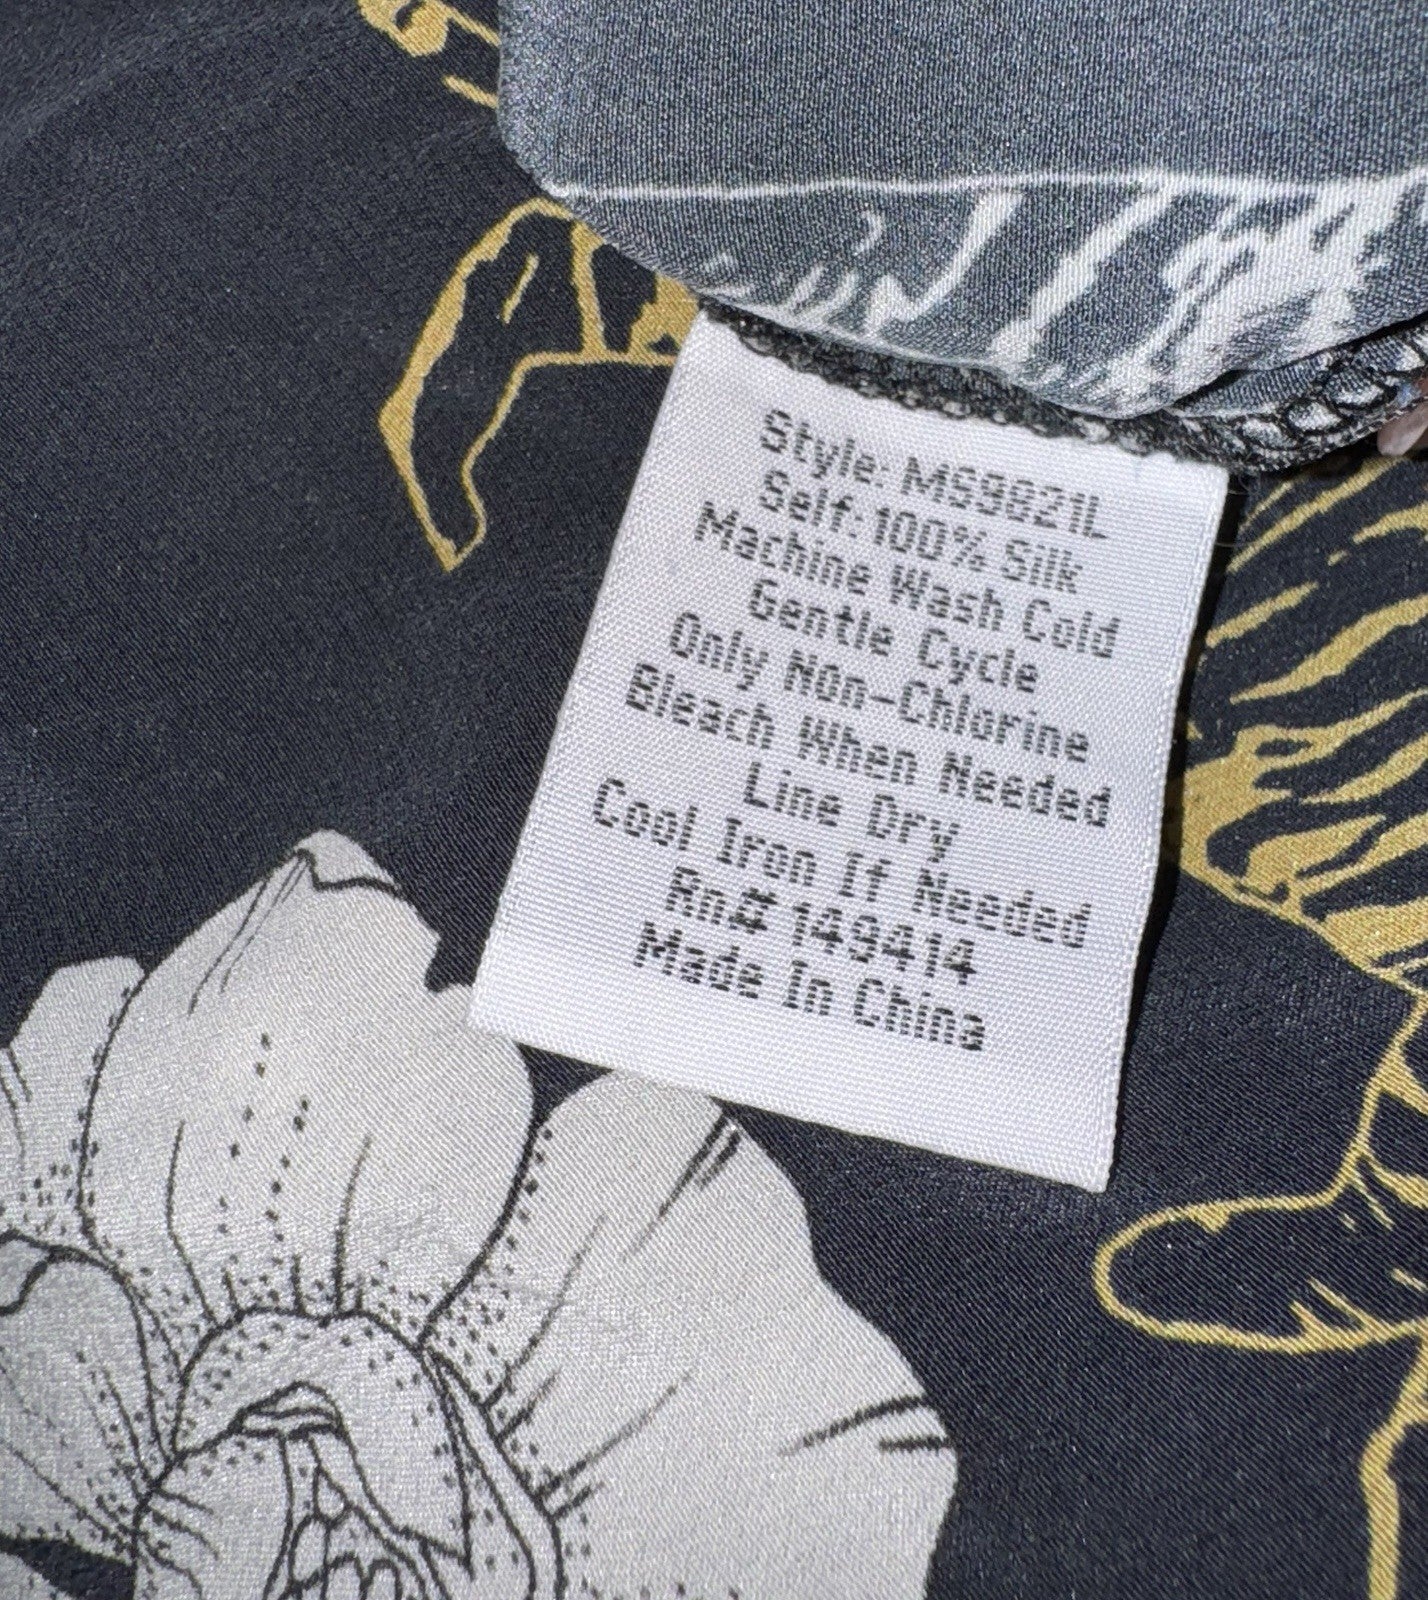 Style: MS9621L
Self: 100% Silk
Machine Wash Cold
Gentle Cycle
Only Non-Chlorine
Bleach When Needed
Line Dry
Cool Iron If Needed
Rn# 149414
Made In China